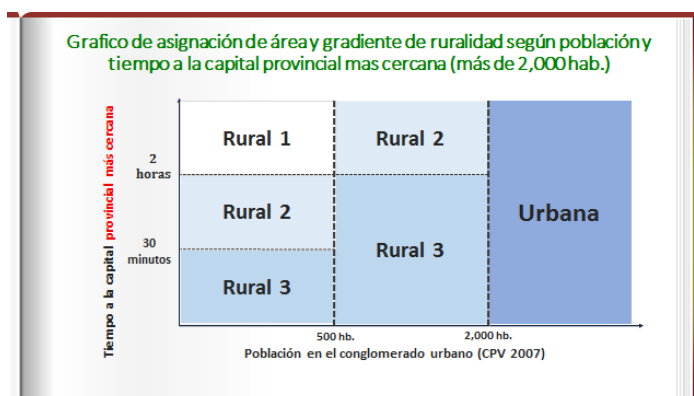 Grafico de asignación de área y gradiente de ruralidad según población y
tiempo a la capital provincial mas cercana (más de 2,000 hab.)
Tiempo a la capital provincial más cercana
2
horas
30
minutos
Rural 1
Rural 2
Rural 2
Rural 3
Rural 3
Urbana
500 hb.
2,000 hb.
Población en el conglomerado urbano (CPV 2007)